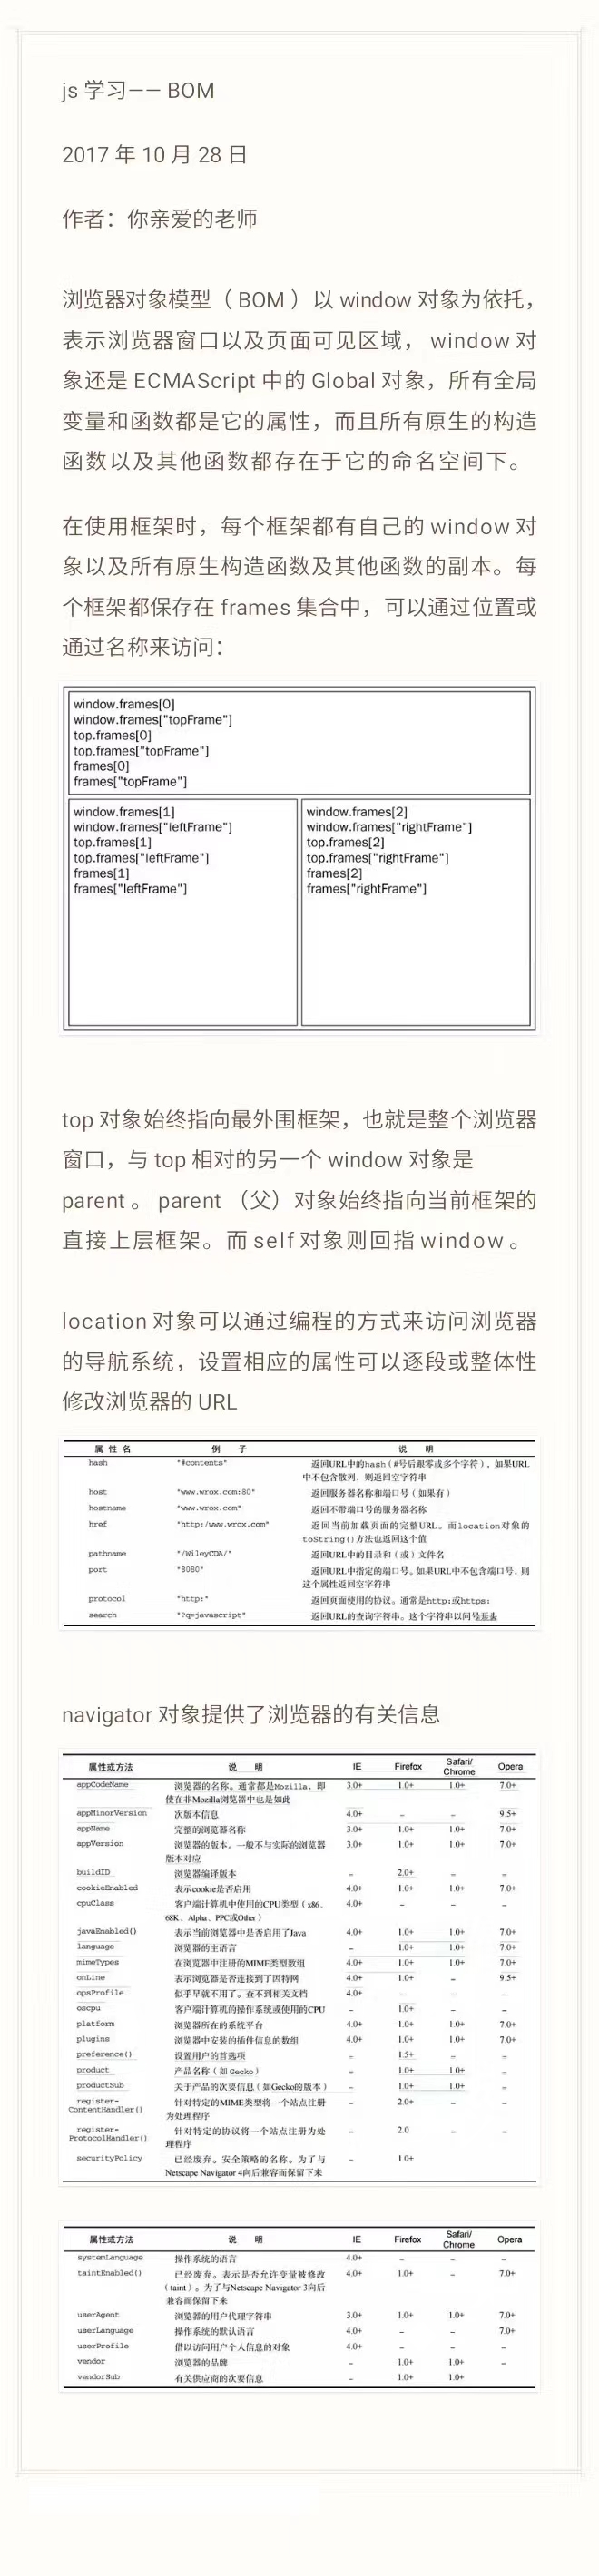 js 学习—— BOM
2017 年 10 月 28 日
作者：你亲爱的老师
浏览器对象模型（ BOM ）以 window 对象为依托，
表示浏览器窗口以及页面可见区域， window 对
象还是 ECMAScript 中的 Global 对象，所有全局
变量和函数都是它的属性，而且所有原生的构造
函数以及其他函数都存在于它的命名空间下。
在使用框架时，每个框架都有自己的 window 对
象以及所有原生构造函数及其他函数的副本。每
个框架都保存在 frames 集合中，可以通过位置或
通过名称来访问：
window.frames[0]
window.frames["topFrame"]
top.frames[0]
top.frames["topFrame"]
frames[0]
frames["topFrame"]
window.frames[1]
window.frames["leftFrame"]
top.frames[1]
top.frames["leftFrame"]
frames[1]
frames["leftFrame"]
window.frames[2]
window.frames["rightFrame"]
top.frames[2]
top.frames["rightFrame"]
frames[2]
frames["rightFrame"]
top 对象始终指向最外围框架，也就是整个浏览器
窗口，与 top 相对的另一个 window 对象是
parent 。 parent （父）对象始终指向当前框架的
直接上层框架。而 self 对象则回指 window 。
location 对象可以通过编程的方式来访问浏览器
的导航系统，设置相应的属性可以逐段或整体性
修改浏览器的 URL
属 性 名 例 子 说 明
hash "#contents" 返回URL中的hash（#号后跟零或多个字符），如果URL
中不包含散列，则返回空字符串
host "www.wrox.com:80" 返回服务器名称和端口号（如果有）
hostname "www.wrox.com" 返回不带端口号的服务器名称
href "http:/www.wrox.com" 返回当前加载页面的完整URL。而location对象的
toString()方法也返回这个值
pathname "/WileyCDA/" 返回URL中的目录和（或）文件名
port "8080" 返回URL中指定的端口号。如果URL中不包含端口号，则
这个属性返回空字符串
protocol "http:" 返回页面使用的协议。通常是http:或https:
search "?q=javascript" 返回URL的查询字符串。这个字符串以问号开头
navigator 对象提供了浏览器的有关信息
属性或方法 说 明 IE Firefox Safari/Chrome Opera
appCodeName 浏览器的名称。通常都是Mozilla，即 3.0+ 1.0+ 1.0+ 7.0+
使在非Mozilla浏览器中也是如此
appMinorVersion 次版本信息 4.0+ – – 9.5+
appName 完整的浏览器名称 3.0+ 1.0+ 1.0+ 7.0+
appVersion 浏览器的版本。一般不与实际的浏览器 3.0+ 1.0+ 1.0+ 7.0+
版本对应
buildID 浏览器编译版本 – 2.0+ – –
cookieEnabled 表示cookie是否启用 4.0+ 1.0+ 1.0+ 7.0+
cpuClass 客户端计算机中使用的CPU类型（x86、 4.0+ – – –
68K、Alpha、PPC或Other）
javaEnabled() 表示当前浏览器中是否启用了Java 4.0+ 1.0+ 1.0+ 7.0+
language 浏览器的主语言 – 1.0+ 1.0+ 7.0+
mimeTypes 在浏览器中注册的MIME类型数组 4.0+ 1.0+ 1.0+ 7.0+
onLine 表示浏览器是否连接到了因特网 4.0+ 1.0+ – 9.5+
opsProfile 似乎早就不用了。查不到相关文档 4.0+ – – –
oscpu 客户端计算机的操作系统或使用的CPU – 1.0+ – –
platform 浏览器所在的系统平台 4.0+ 1.0+ 1.0+ 7.0+
plugins 浏览器中安装的插件信息的数组 4.0+ 1.0+ 1.0+ 7.0+
preference() 设置用户的首选项 – 1.5+ – –
product 产品名称（如 Gecko） – 1.0+ 1.0+ –
productSub 关于产品的次要信息（如Gecko的版本） – 1.0+ 1.0+ –
register- 针对特定的MIME类型将一个站点注册 – 2.0+ – –
ContentHandler() 为处理程序
register- 针对特定的协议将一个站点注册为处 – 2.0 – –
ProtocolHandler() 理程序
securityPolicy 已经废弃。安全策略的名称。为了与 – 1.0+
Netscape Navigator 4向后兼容而保留下来
属性或方法 说 明 IE Firefox Safari/Chrome Opera
systemLanguage 操作系统的语言 4.0+ – – –
taintEnabled() 已经废弃。表示是否允许变量被修改 4.0+ 1.0+ – 7.0+
（taint）。为了与Netscape Navigator 3向后
兼容而保留下来
userAgent 浏览器的用户代理字符串 3.0+ 1.0+ 1.0+ 7.0+
userLanguage 操作系统的默认语言 4.0+ – – 7.0+
userProfile 借以访问用户个人信息的对象 4.0+ – – –
vendor 浏览器的品牌 – 1.0+ 1.0+ –
vendorSub 有关供应商的次要信息 – 1.0+ 1.0+